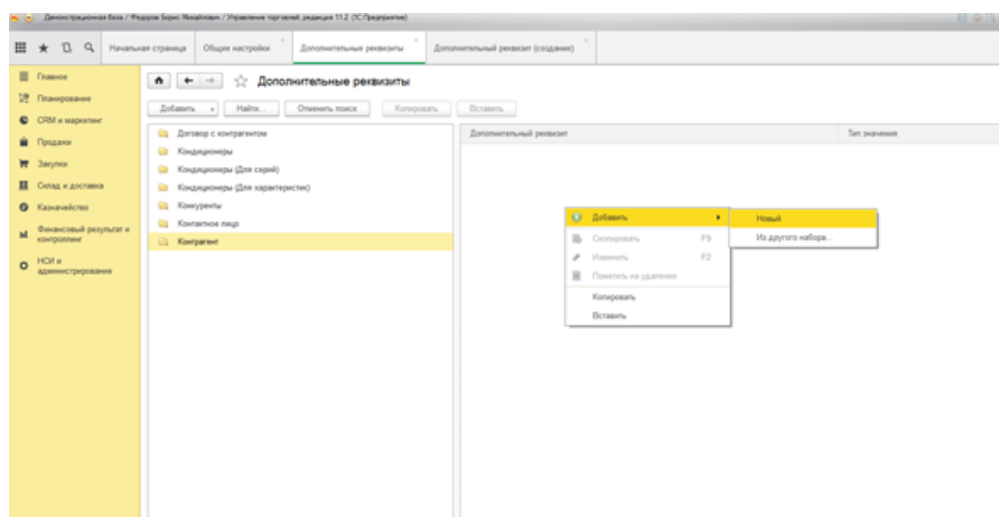 Демонстрационная база / Федоров Борис Михайлович / Управление торговлей, редакция 11.2 (1С:Предприятие)
Начальная страница
Общие настройки
Дополнительные реквизиты
Дополнительный реквизит (создание)
Главное
Планирование
CRM и маркетинг
Продажи
Закупки
Склад и доставка
Казначейство
Финансовый результат и
контроллинг
НСИ и
администрирование
Дополнительные реквизиты
Добавить
Найти...
Отменить поиск
Копировать
Вставить
Договор с контрагентом
Кондиционеры
Кондиционеры (Для серий)
Кондиционеры (Для характеристик)
Конкуренты
Контактное лицо
Контрагент
Дополнительный реквизит
Тип значения
Добавить
Скопировать F9
Изменить F2
Пометить на удаление
Копировать
Вставить
Новый
Из другого набора...